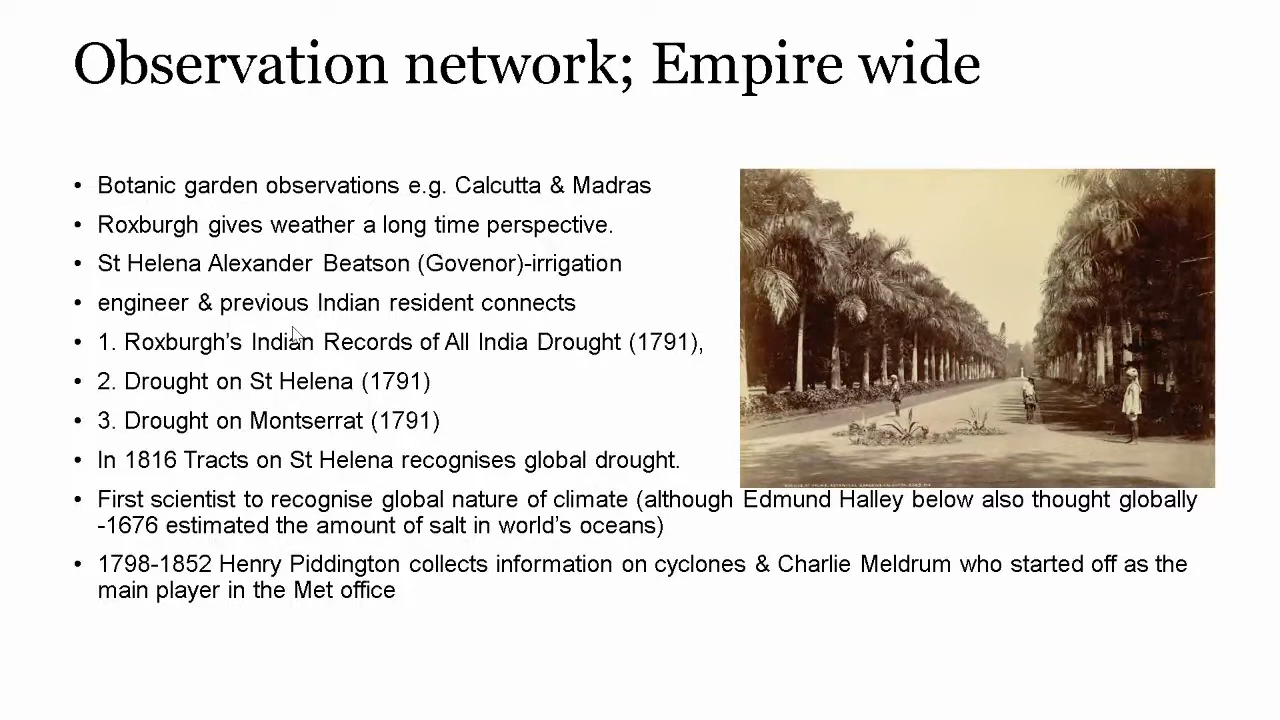 Observation network; Empire wide
• Botanic garden observations e.g. Calcutta & Madras
• Roxburgh gives weather a long time perspective.
• St Helena Alexander Beatson (Govenor)-irrigation
• engineer & previous Indian resident connects
• 1. Roxburgh's Indian Records of All India Drought (1791),
• 2. Drought on St Helena (1791)
• 3. Drought on Montserrat (1791)
• In 1816 Tracts on St Helena recognises global drought.
• First scientist to recognise global nature of climate (although Edmund Halley below also thought globally
-1676 estimated the amount of salt in world's oceans)
• 1798-1852 Henry Piddington collects information on cyclones & Charlie Meldrum who started off as the
main player in the Met office